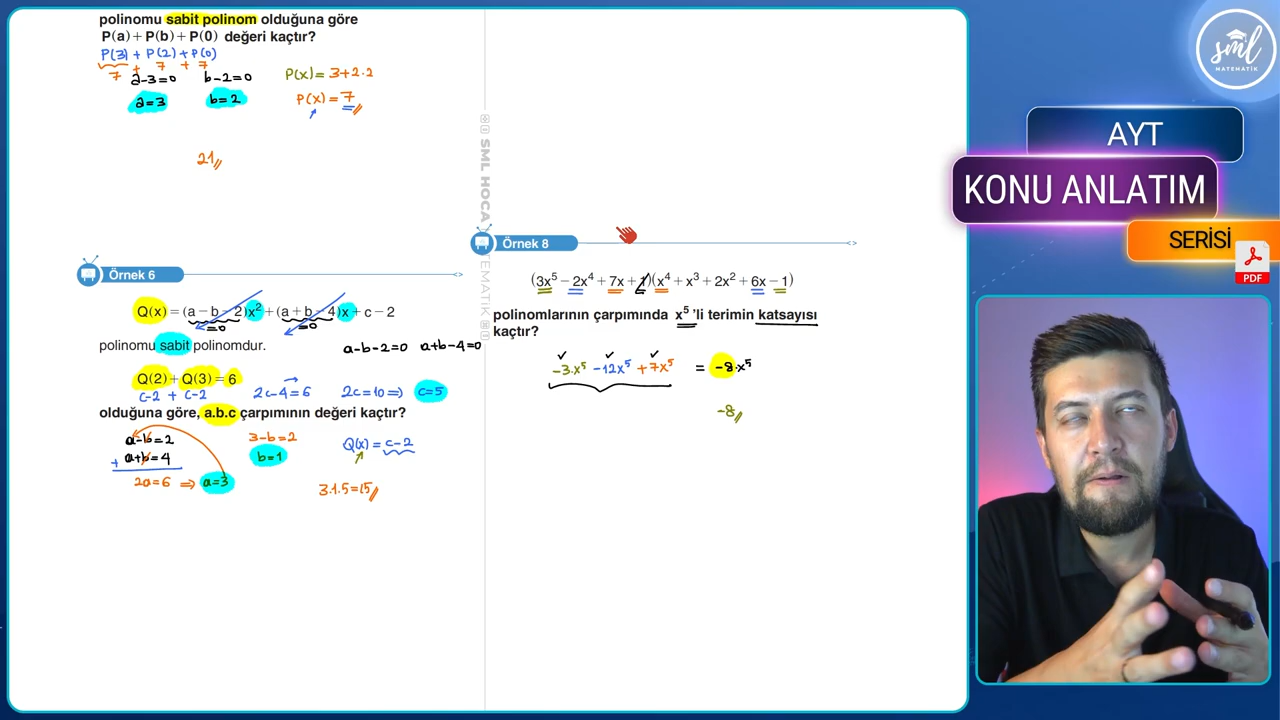 polinomu sabit polinom olduğuna göre
P(a)+P(b)+P(0) değeri kaçtır?
P(3) + P(2) + P(0)
7 + 7 + 7
a-3=0 b-2=0
a=3 b=2
P(x) = 3+2.2
P(x) = 7
21
Örnek 6
Q(x) = (a – b – 2)x² + (a + b – 4)x + c – 2
=0 =0
polinomu sabit polinomdur.
a-b-2=0 a+b-4=0
Q(2) + Q(3) = 6
c-2 + c-2
2c-4=6 2c=10 ⇒ c=5
olduğuna göre, a.b.c çarpımının değeri kaçtır?
a-b=2
+ a+b=4
2a=6 ⇒ a=3
3-b=2
b=1
Q(x) = c-2
3.1.5=15
SML HOCA
Örnek 8
(3x⁵ – 2x⁴ + 7x + 1)(x⁴ + x³ + 2x² + 6x – 1)
polinomlarının çarpımında x⁵ 'li terimin katsayısı
kaçtır?
-3.x⁵ -12x⁵ +7x⁵ = -8.x⁵
-8
sml
MATEMATİK
AYT
KONU ANLATIM
SERİSİ
PDF